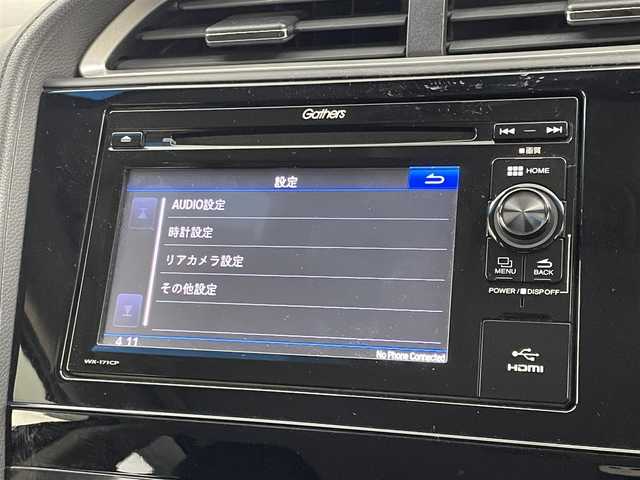 Gathers
設定
AUDIO設定
時計設定
リアカメラ設定
その他設定
4.11
No Phone Connected
WX-171CP
■画質
HOME
MENU
BACK
POWER/■DISP OFF
HDMI